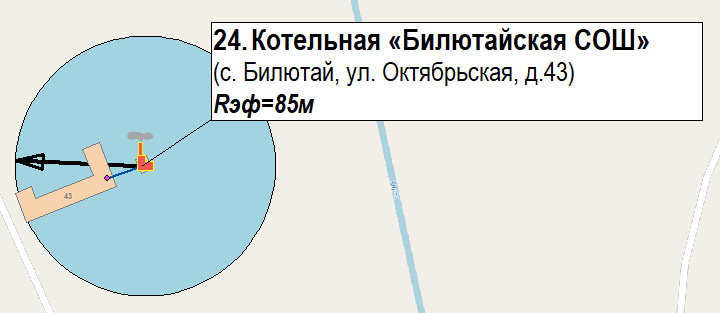 24. Котельная «Билютайская СОШ»
(с. Билютай, ул. Октябрьская, д.43)
Rэф=85м
43